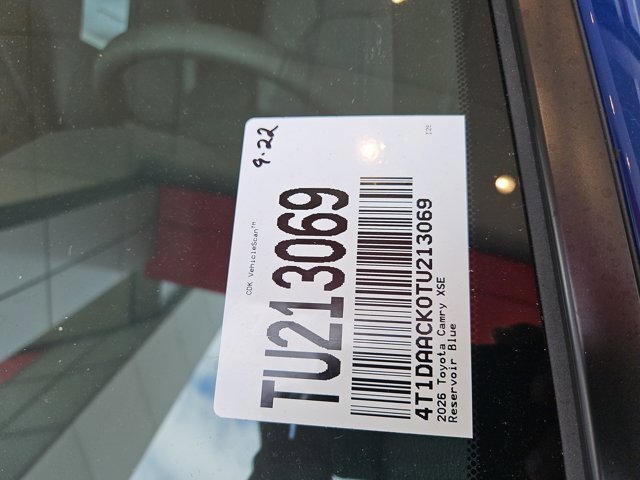 9.22
CDK VehicleScan™
TU213069
4T1DAACK0TU213069
2026 Toyota Camry XSE
Reservoir Blue